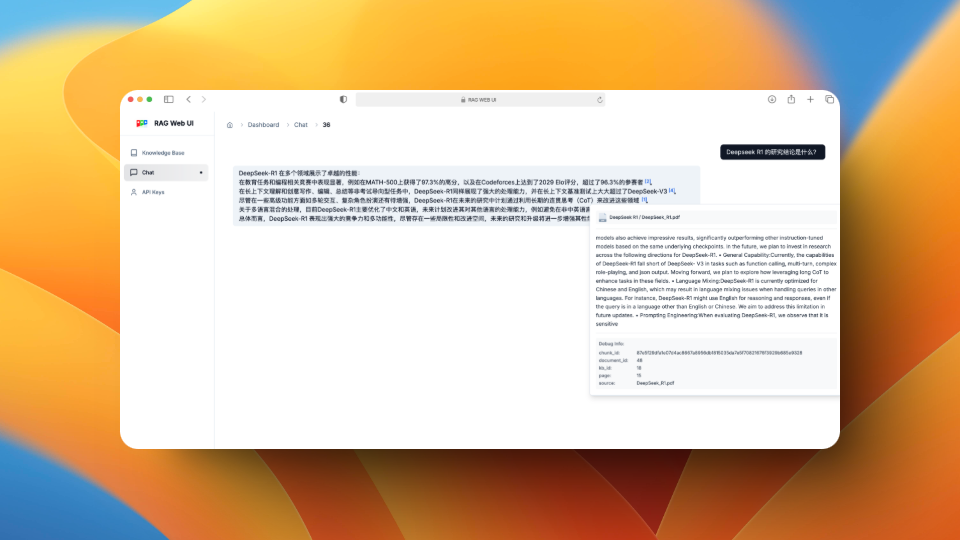 RAG WEB UI
RAG Web UI
Dashboard
Chat
36
Knowledge Base
Chat
API Keys
Deepseek R1 的研究结论是什么?
DeepSeek-R1 在多个领域展示了卓越的性能:
在教育任务和编程相关竞赛中表现显著,例如在MATH-500上获得了97.3%的高分,以及在Codeforces上达到了2029 Elo评分,超过了96.3%的参赛者 [2]。
在长上下文理解和创意写作、编辑、总结等非考试导向型任务中,DeepSeek-R1同样展现了强大的处理能力,并在长上下文基准测试上大大超过了DeepSeek-V3 [4]。
尽管在一些高级功能方面如多轮交互、复杂角色扮演还有待增强,DeepSeek-R1在未来的研究中计划通过利用长期的连贯思考(CoT)来改进这些领域
关于多语言混合的处理,目前DeepSeek-R1主要优化了中文和英语,未来计划改进其对其他语言的处理能力,例如避免在非中英语
总体而言,DeepSeek-R1 表现出强大的竞争力和多功能性,尽管存在一些局限性和改进空间,未来的研究和升级将进一步增强其
DeepSeek R1 / DeepSeek_R1.pdf
models also achieve impressive results, significantly outperforming other instruction-tuned
models based on the same underlying checkpoints. In the future, we plan to invest in research
across the following directions for DeepSeek-R1. • General Capability:Currently, the capabilities
of DeepSeek-R1 fall short of DeepSeek- V3 in tasks such as function calling, multi-turn, complex
role-playing, and json output. Moving forward, we plan to explore how leveraging long CoT to
enhance tasks in these fields. • Language Mixing:DeepSeek-R1 is currently optimized for
Chinese and English, which may result in language mixing issues when handling queries in other
languages. For instance, DeepSeek-R1 might use English for reasoning and responses, even if
the query is in a language other than English or Chinese. We aim to address this limitation in
future updates. • Prompting Engineering:When evaluating DeepSeek-R1, we observe that it is
sensitive
Debug Info:
chunk_id:
document_id: 48
kb_id: 18
page: 15
source: DeepSeek_R1.pdf